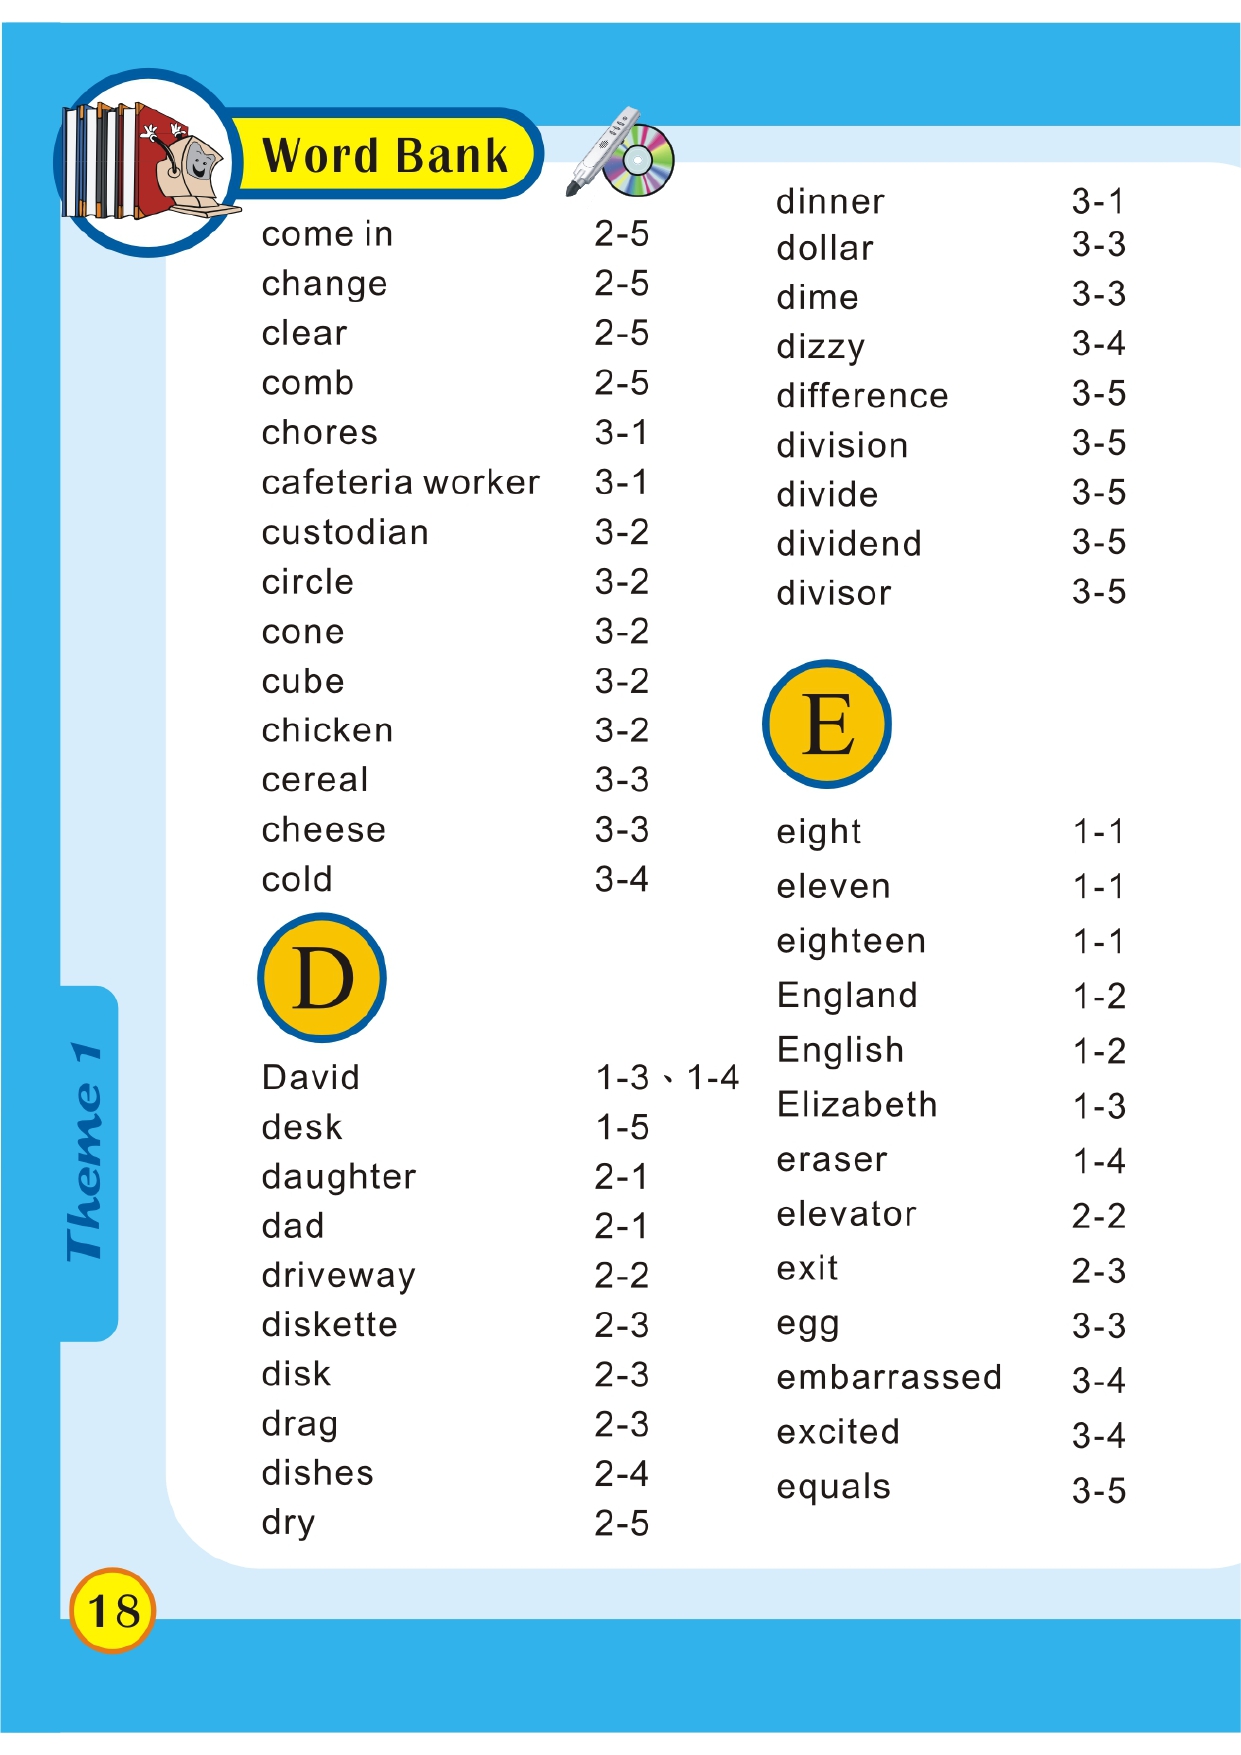 Word Bank
come in 2-5
change 2-5
clear 2-5
comb 2-5
chores 3-1
cafeteria worker 3-1
custodian 3-2
circle 3-2
cone 3-2
cube 3-2
chicken 3-2
cereal 3-3
cheese 3-3
cold 3-4
D
David 1-3、1-4
desk 1-5
daughter 2-1
dad 2-1
driveway 2-2
diskette 2-3
disk 2-3
drag 2-3
dishes 2-4
dry 2-5
dinner 3-1
dollar 3-3
dime 3-3
dizzy 3-4
difference 3-5
division 3-5
divide 3-5
dividend 3-5
divisor 3-5
E
eight 1-1
eleven 1-1
eighteen 1-1
England 1-2
English 1-2
Elizabeth 1-3
eraser 1-4
elevator 2-2
exit 2-3
egg 3-3
embarrassed 3-4
excited 3-4
equals 3-5
Theme 1
18